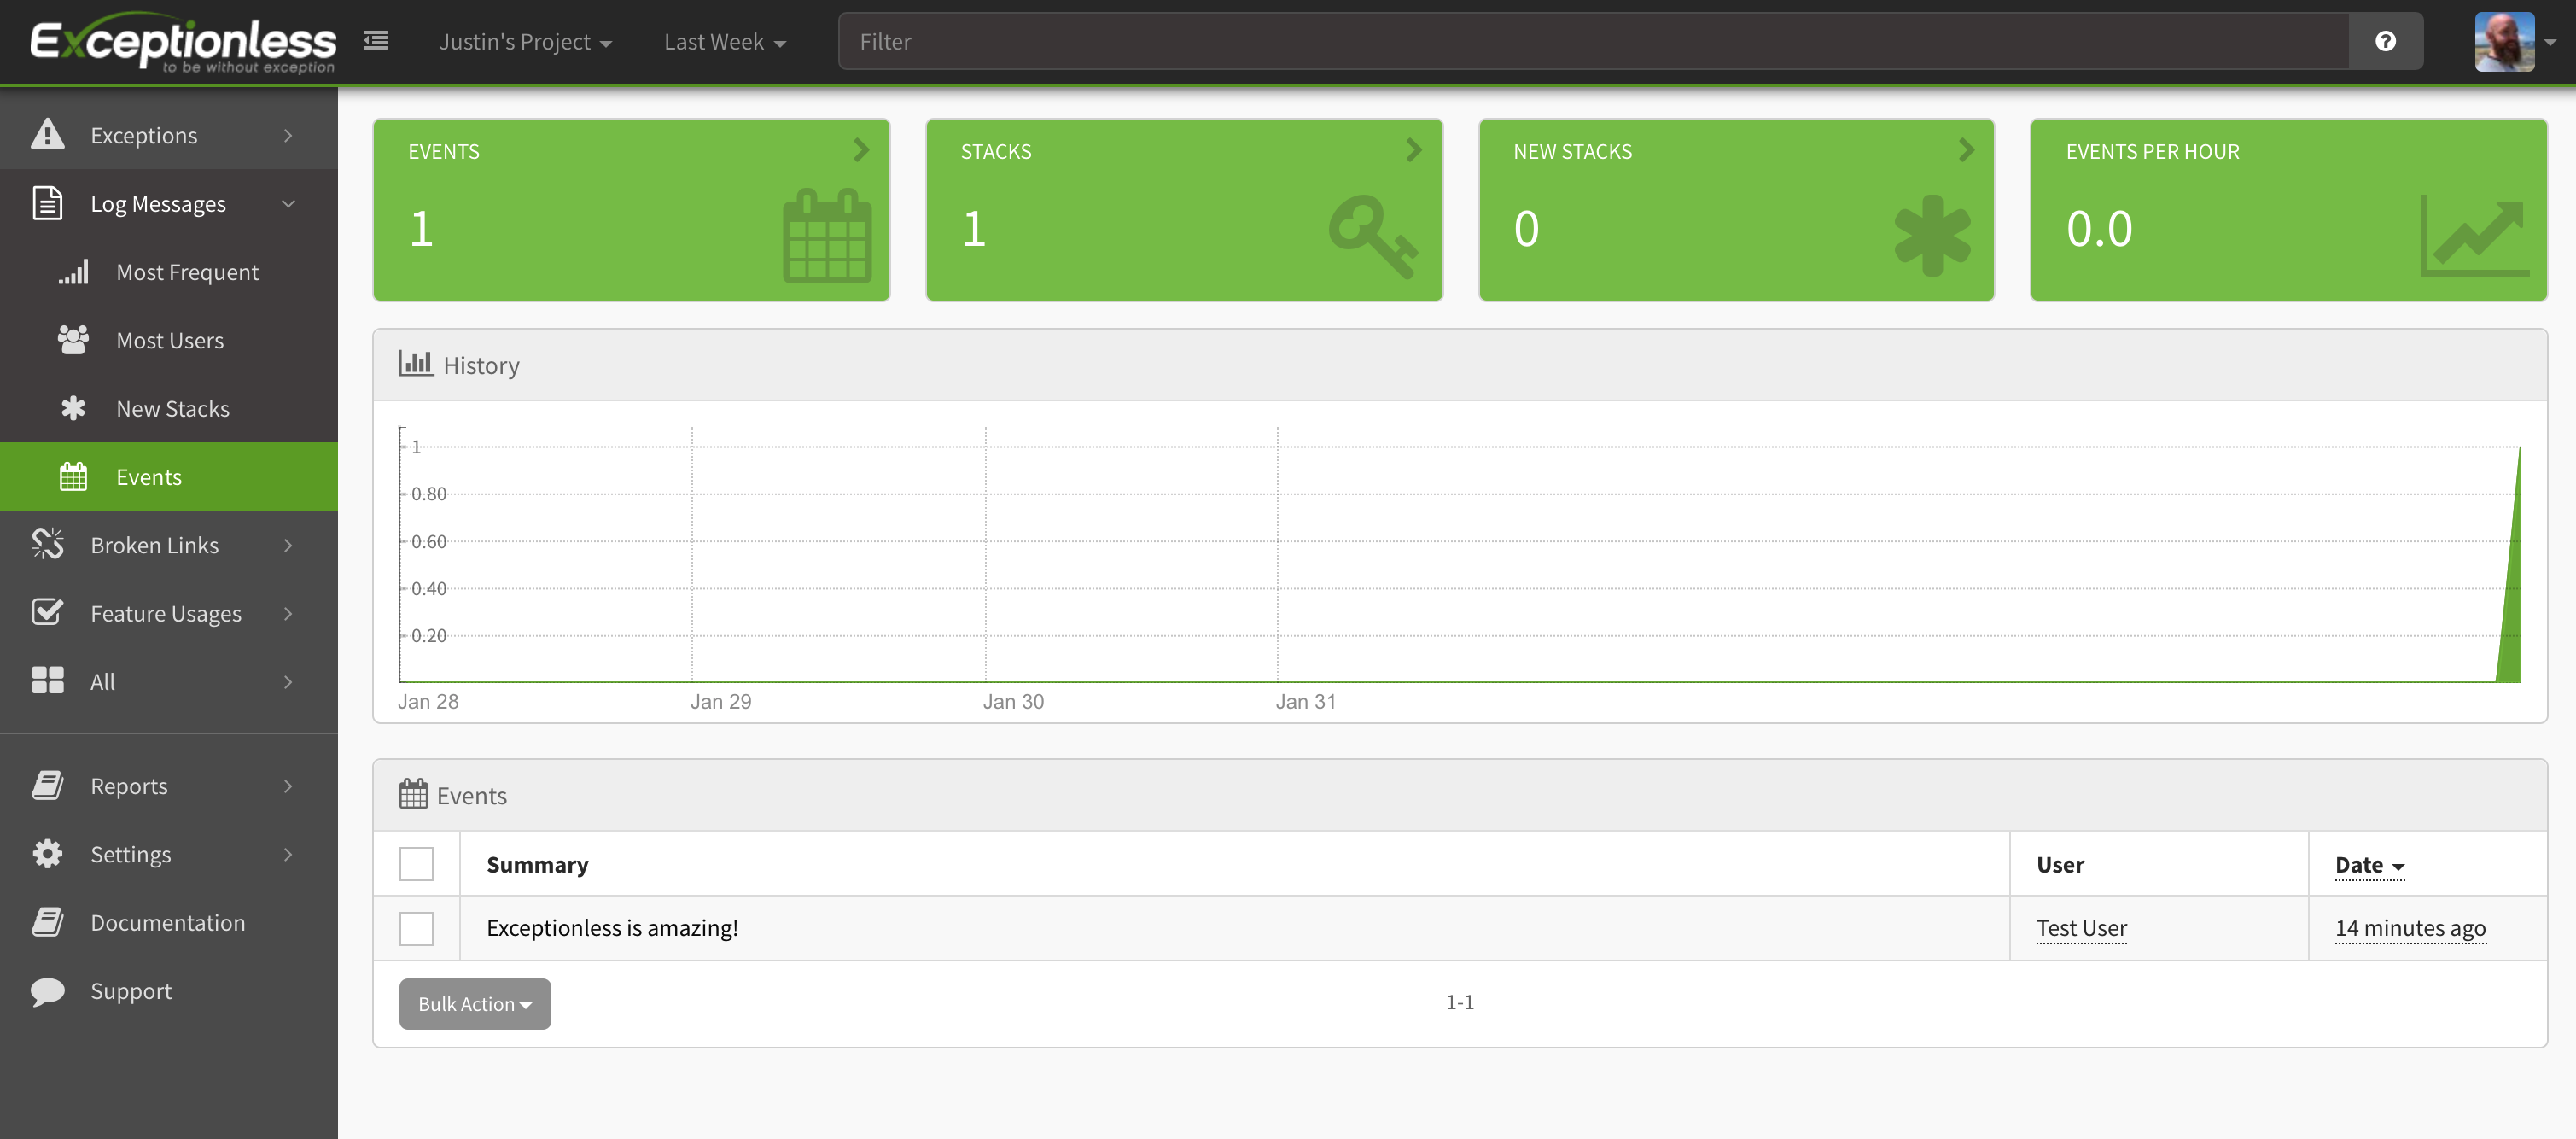 Exceptionless
to be without exception
Justin's Project
Last Week
Filter
Exceptions
Log Messages
Most Frequent
Most Users
New Stacks
Events
Broken Links
Feature Usages
All
Reports
Settings
Documentation
Support
EVENTS
1
STACKS
1
NEW STACKS
0
EVENTS PER HOUR
0.0
History
1
0.80
0.60
0.40
0.20
Jan 28 Jan 29 Jan 30 Jan 31
Events
Summary User Date
Exceptionless is amazing! Test User 14 minutes ago
Bulk Action 1-1